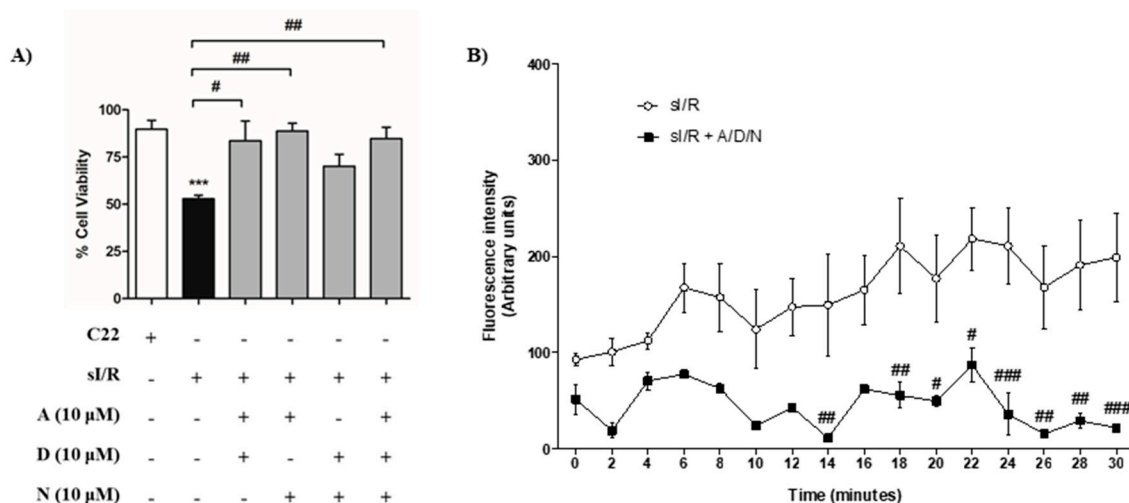 A)
##
##
#
% Cell Viability
100
75
50
25
0
***
C22 + - - - - -
sI/R - + + + + +
A (10 µM) - - + + - +
D (10 µM) - - + - + +
N (10 µM) - - - + + +
B)
Fluorescence intensity
(Arbitrary units)
400
300
200
100
0
sI/R
sI/R + A/D/N
## ## # # ### ## ## ###
0 2 4 6 8 10 12 14 16 18 20 22 24 26 28 30
Time (minutes)